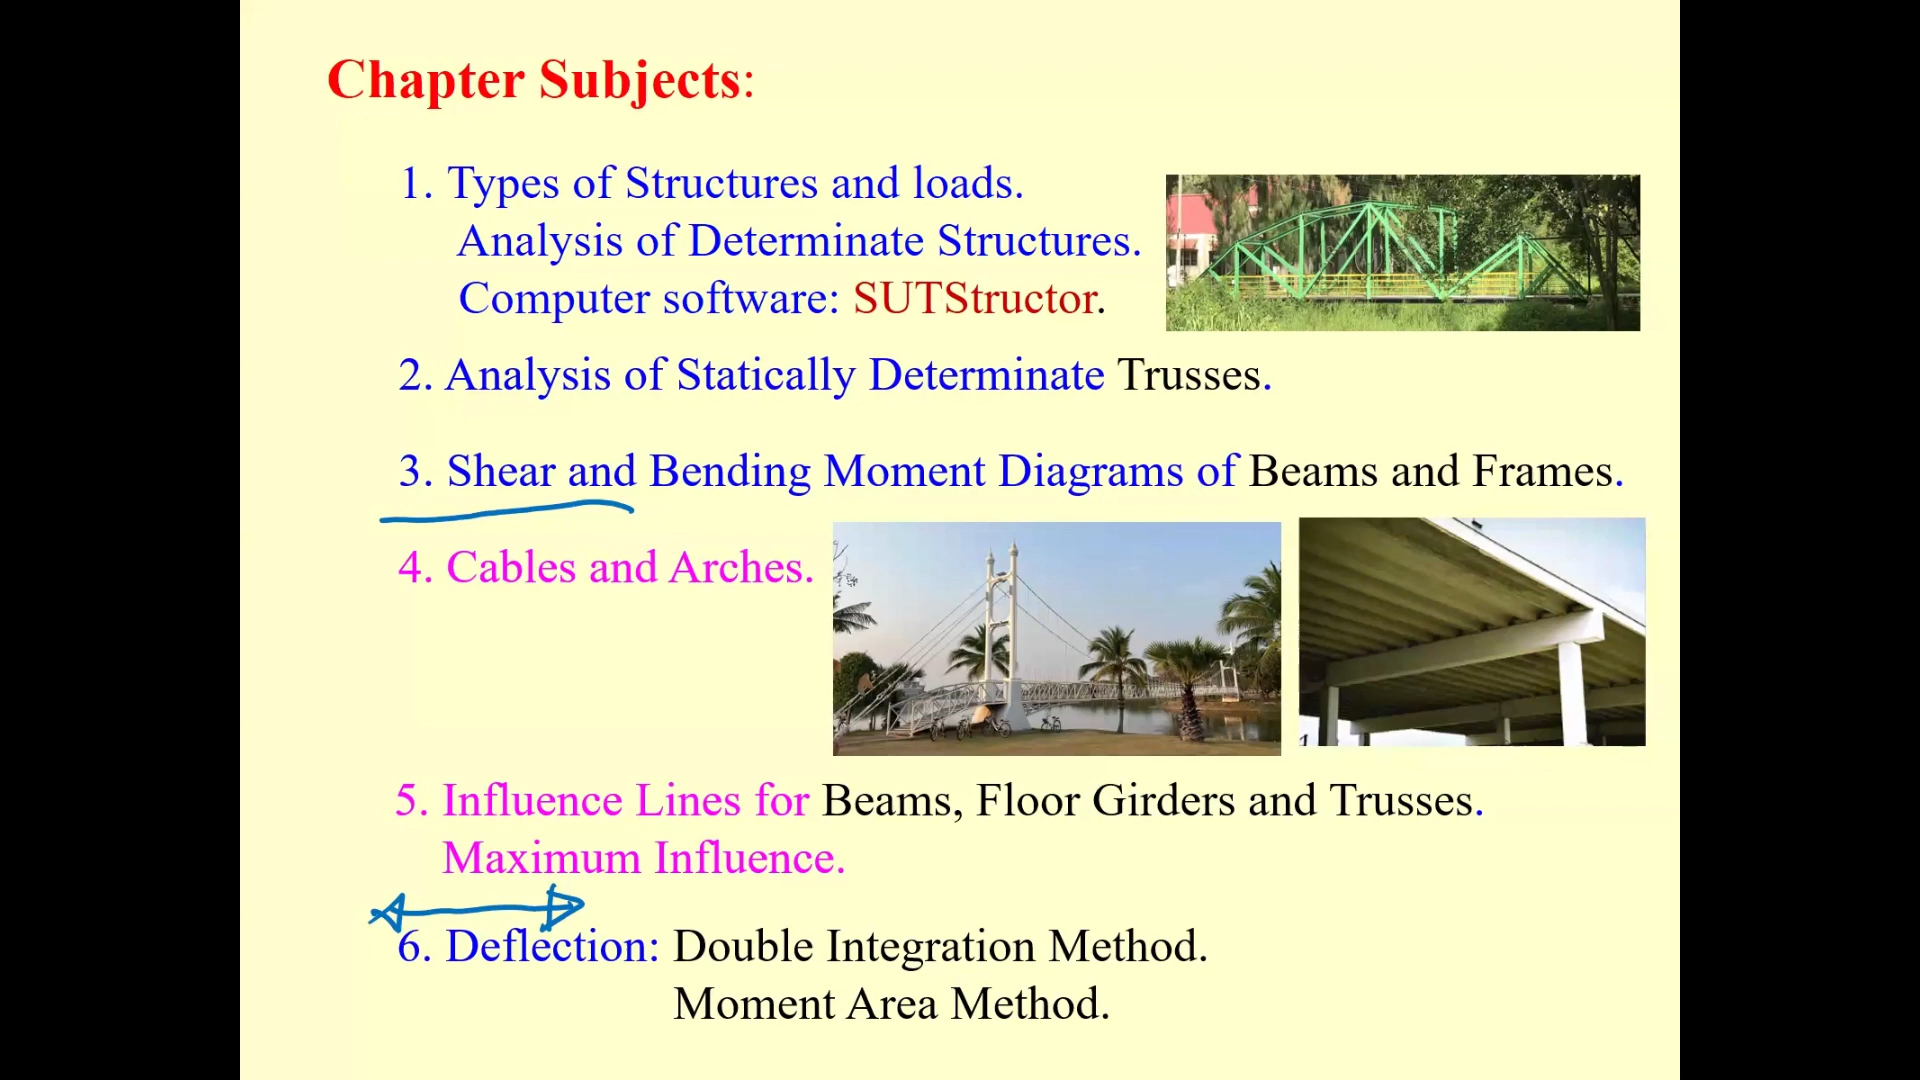 Chapter Subjects:
1. Types of Structures and loads.
Analysis of Determinate Structures.
Computer software: SUTStructor.
2. Analysis of Statically Determinate Trusses.
3. Shear and Bending Moment Diagrams of Beams and Frames.
4. Cables and Arches.
5. Influence Lines for Beams, Floor Girders and Trusses.
Maximum Influence.
6. Deflection: Double Integration Method.
Moment Area Method.